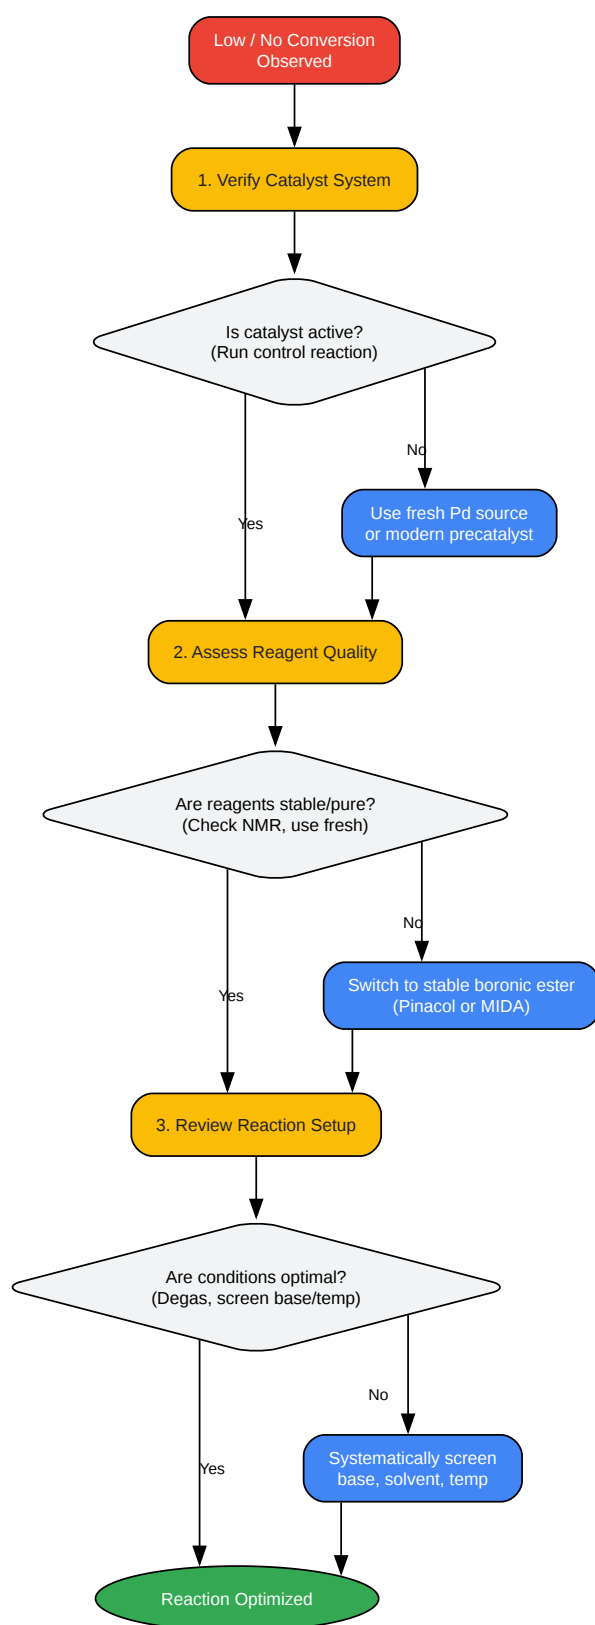 Low / No Conversion
Observed
1. Verify Catalyst System
Is catalyst active?
(Run control reaction)
No
Use fresh Pd source
or modern precatalyst
Yes
2. Assess Reagent Quality
Are reagents stable/pure?
(Check NMR, use fresh)
No
Switch to stable boronic ester
(Pinacol or MIDA)
Yes
3. Review Reaction Setup
Are conditions optimal?
(Degas, screen base/temp)
No
Systematically screen
base, solvent, temp
Yes
Reaction Optimized